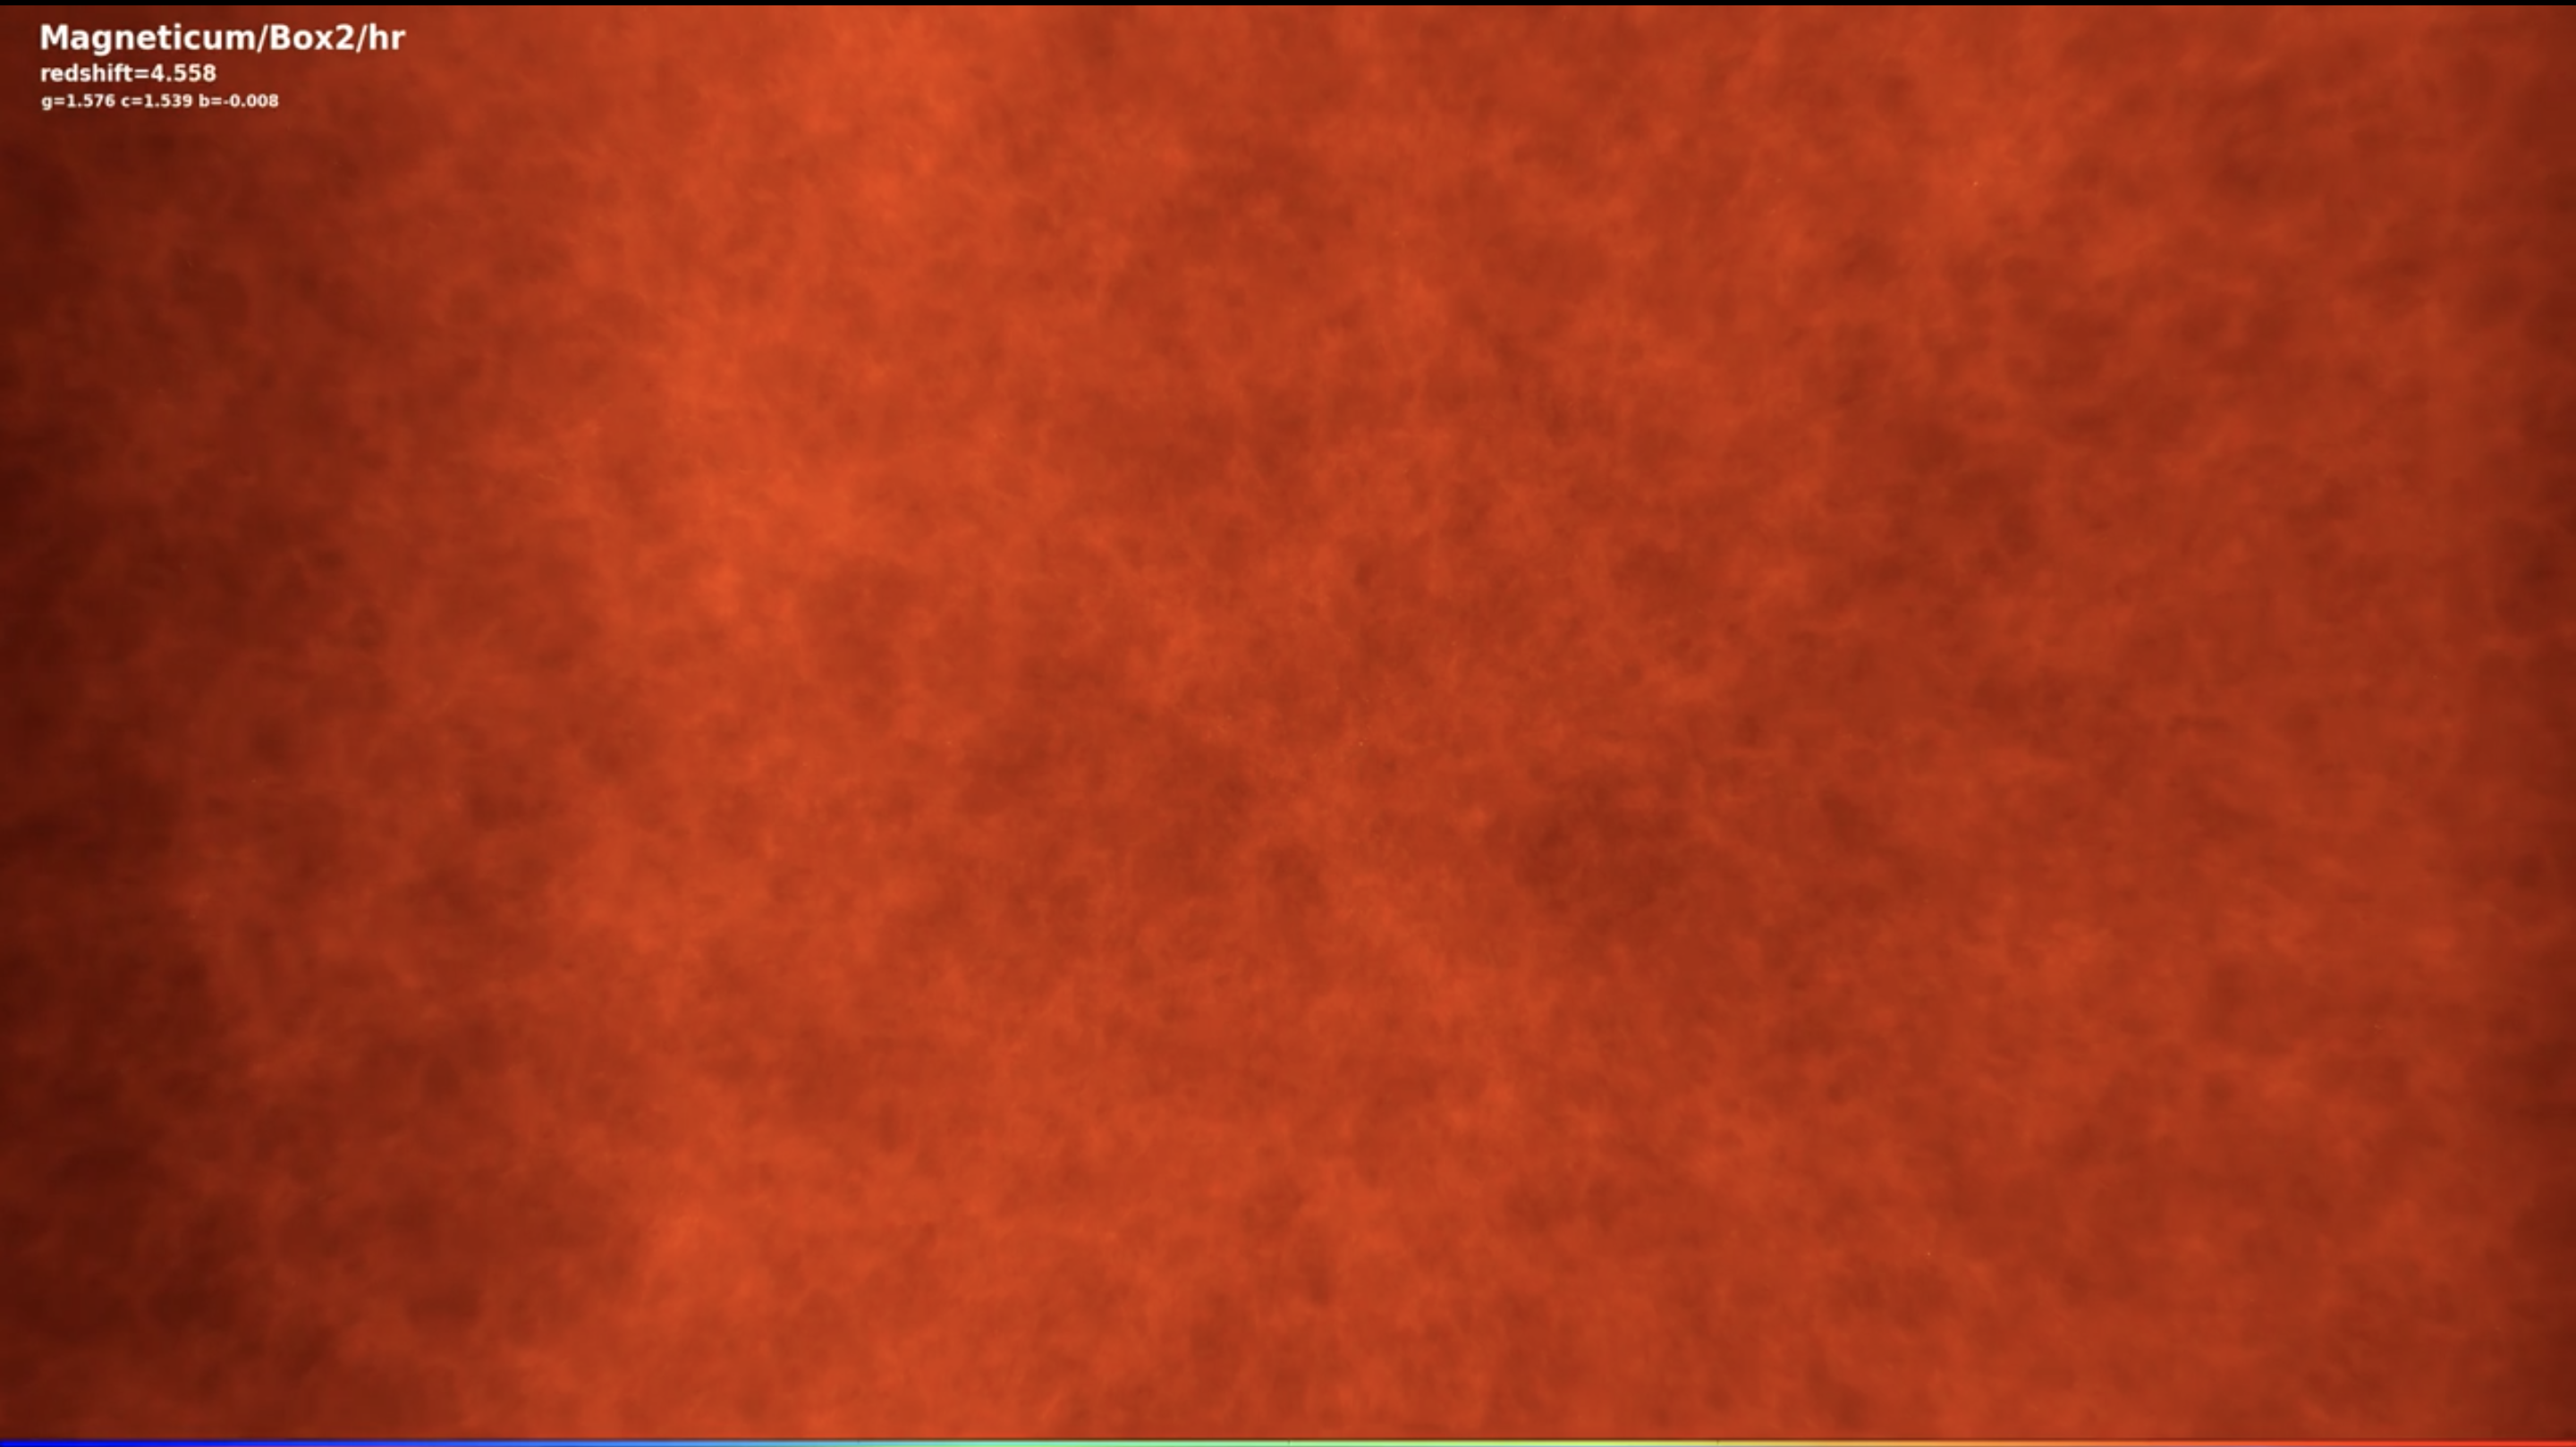 Magneticum/Box2/hr
redshift=4.558
g=1.576 c=1.539 b=-0.008